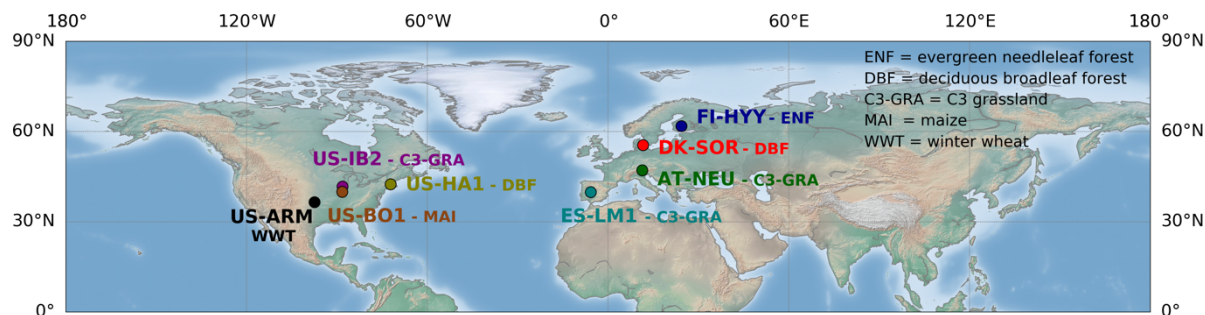 180° 120°W 60°W 0° 60°E 120°E 180°
90°N 90°N
ENF = evergreen needleleaf forest
DBF = deciduous broadleaf forest
C3-GRA = C3 grassland
MAI = maize
WWT = winter wheat
60°N 60°N
FI-HYY - ENF
DK-SOR - DBF
US-IB2 - C3-GRA
US-HA1 - DBF
AT-NEU - C3-GRA
US-ARM
WWT
US-BO1 - MAI
ES-LM1 - C3-GRA
30°N 30°N
0° 0°